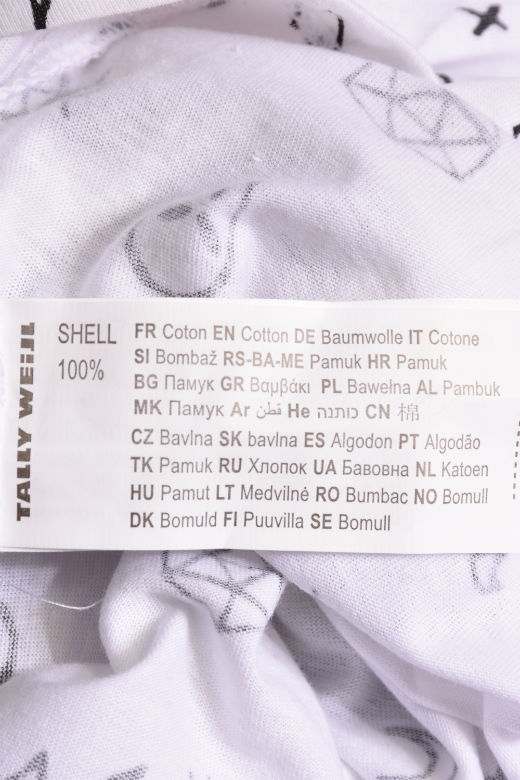 TALLY WEiJL
SHELL
100%
FR Coton EN Cotton DE Baumwolle IT Cotone
SI Bombaž RS-BA-ME Pamuk HR Pamuk
BG Памук GR Βαμβάκι PL Bawełna AL Pambuk
MK Памук Ar قطن He כותנה CN 棉
CZ Bavlna SK bavlna ES Algodon PT Algodão
TK Pamuk RU Хлопок UA Бавовна NL Katoen
HU Pamut LT Medvilnė RO Bumbac NO Bomull
DK Bomuld FI Puuvilla SE Bomull